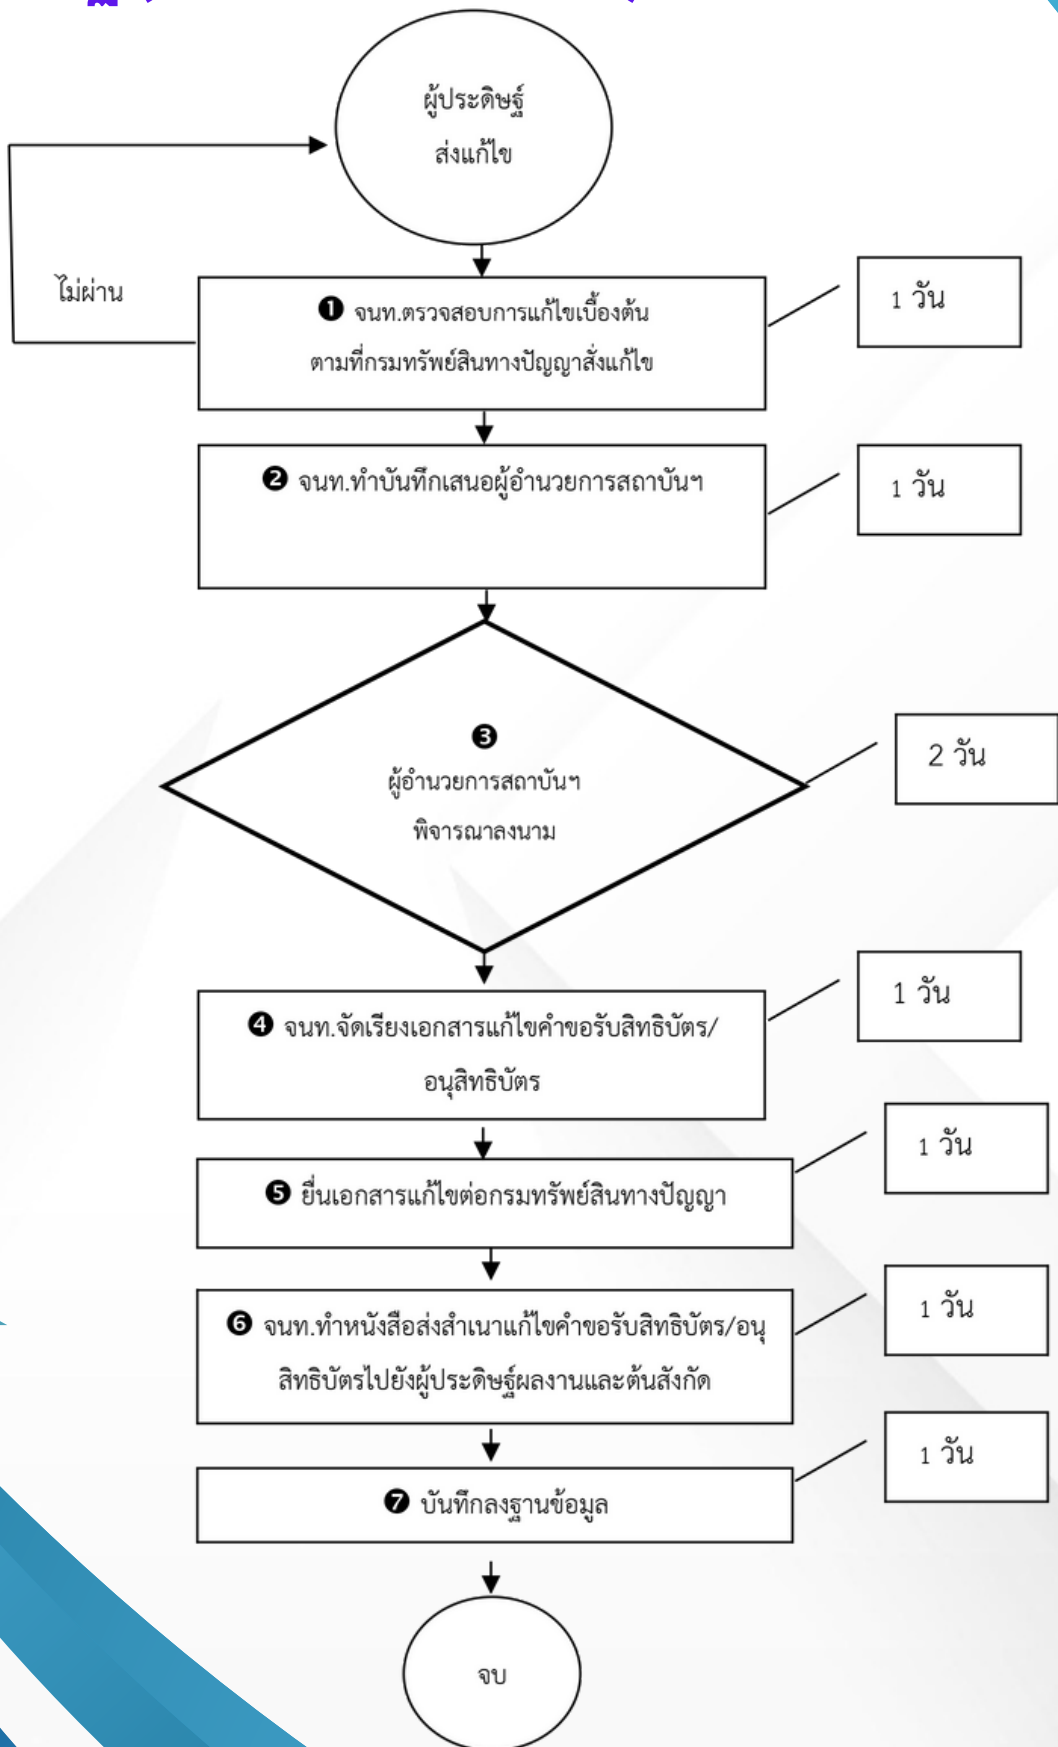 ผู้ประดิษฐ์
ส่งแก้ไข
ไม่ผ่าน
❶ จนท.ตรวจสอบการแก้ไขเบื้องต้น
ตามที่กรมทรัพย์สินทางปัญญาสั่งแก้ไข
1 วัน
❷ จนท.ทำบันทึกเสนอผู้อำนวยการสถาบันฯ
1 วัน
❸
ผู้อำนวยการสถาบันฯ
พิจารณาลงนาม
2 วัน
❹ จนท.จัดเรียงเอกสารแก้ไขคำขอรับสิทธิบัตร/
อนุสิทธิบัตร
1 วัน
❺ ยื่นเอกสารแก้ไขต่อกรมทรัพย์สินทางปัญญา
1 วัน
❻ จนท.ทำหนังสือส่งสำเนาแก้ไขคำขอรับสิทธิบัตร/อนุ
สิทธิบัตรไปยังผู้ประดิษฐ์ผลงานและต้นสังกัด
1 วัน
❼ บันทึกลงฐานข้อมูล
1 วัน
จบ